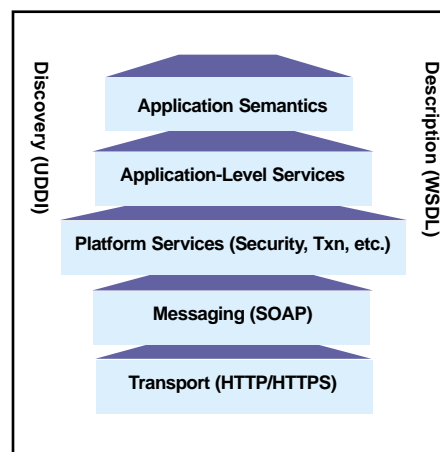 Discovery (UDDI)
Description (WSDL)
Application Semantics
Application-Level Services
Platform Services (Security, Txn, etc.)
Messaging (SOAP)
Transport (HTTP/HTTPS)